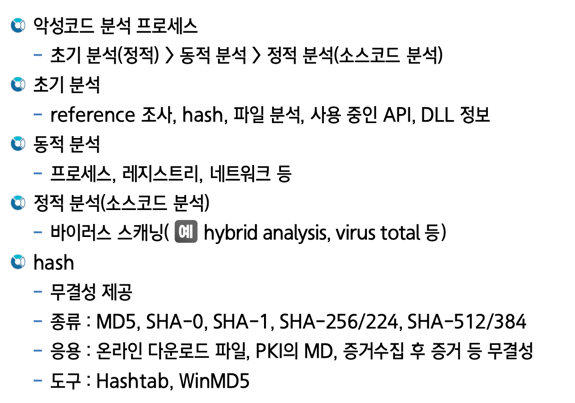 악성코드 분석 프로세스
– 초기 분석(정적) > 동적 분석 > 정적 분석(소스코드 분석)
초기 분석
– reference 조사, hash, 파일 분석, 사용 중인 API, DLL 정보
동적 분석
– 프로세스, 레지스트리, 네트워크 등
정적 분석(소스코드 분석)
– 바이러스 스캐닝( 예 hybrid analysis, virus total 등)
hash
– 무결성 제공
– 종류 : MD5, SHA-0, SHA-1, SHA-256/224, SHA-512/384
– 응용 : 온라인 다운로드 파일, PKI의 MD, 증거수집 후 증거 등 무결성
– 도구 : Hashtab, WinMD5